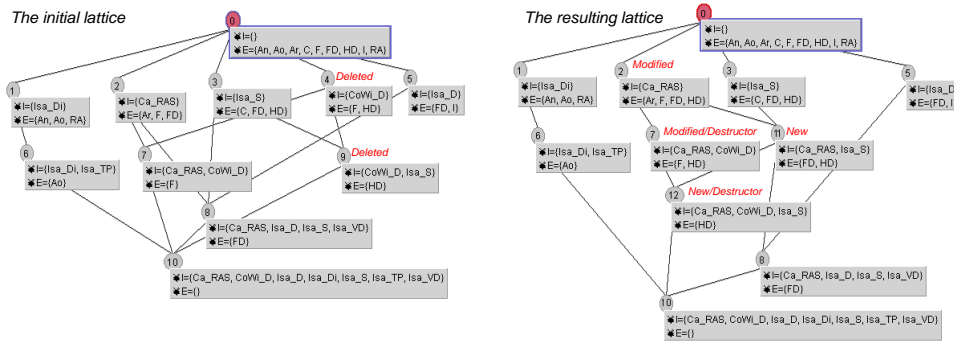 The initial lattice
0
I={}
E={An, Ao, Ar, C, F, FD, HD, I, RA}
1
I={Isa_Di}
E={An, Ao, RA}
2
I={Ca_RAS}
E={Ar, F, FD}
3
I={Isa_S}
E={C, FD, HD}
4
Deleted
I={CoWi_D}
E={F, HD}
5
I={Isa_D}
E={FD, I}
6
I={Isa_Di, Isa_TP}
E={Ao}
7
I={Ca_RAS, CoWi_D}
E={F}
9
Deleted
I={CoWi_D, Isa_S}
E={HD}
8
I={Ca_RAS, Isa_D, Isa_S, Isa_VD}
E={FD}
10
I={Ca_RAS, CoWi_D, Isa_D, Isa_Di, Isa_S, Isa_TP, Isa_VD}
E={}
The resulting lattice
0
I={}
E={An, Ao, Ar, C, F, FD, HD, I, RA}
1
I={Isa_Di}
E={An, Ao, RA}
2
Modified
I={Ca_RAS}
E={Ar, F, FD, HD}
3
I={Isa_S}
E={C, FD, HD}
5
I={Isa_D
E={FD, I
6
I={Isa_Di, Isa_TP}
E={Ao}
7
Modified/Destructor
I={Ca_RAS, CoWi_D}
E={F, HD}
11
New
I={Ca_RAS, Isa_S}
E={FD, HD}
12
New/Destructor
I={Ca_RAS, CoWi_D, Isa_S}
E={HD}
8
I={Ca_RAS, Isa_D, Isa_S, Isa_VD}
E={FD}
10
I={Ca_RAS, CoWi_D, Isa_D, Isa_Di, Isa_S, Isa_TP, Isa_VD}
E={}